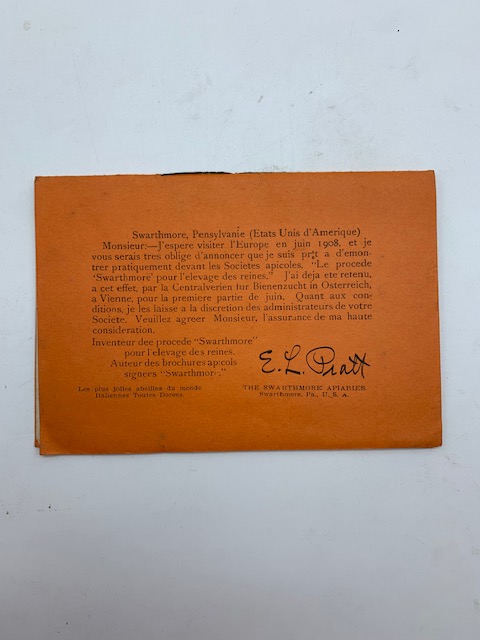 Swarthmore, Pensylvanie (Etats Unis d'Amerique)
Monsieur:—J'espere visiter l'Europe en juin 1908, et je
vous serais tres oblige d'annoncer que je suis prêt a d'emon-
trer pratiquement devant les Societes apicoles, "Le procede
'Swarthmore' pour l'elevage des reines." J'ai deja ete retenu,
a cet effet, par la Centralverien fur Bienenzucht in Osterreich,
a Vienne, pour la premiere partie de juin. Quant aux con-
ditions, je les laisse a la discretion des administrateurs de votre
Societe. Veuillez agreer Monsieur, l'assurance de ma haute
consideration.
Inventeur dee procede "Swarthmore"
pour l'elevage des reines.
Auteur des brochures apicols
signees "Swarthmore."
E. L. Pratt
Les plus jolies abeilles du monde
Italiennes Toutes Dorees.
THE SWARTHMORE APIARIES
Swarthmore, Pa., U. S. A.